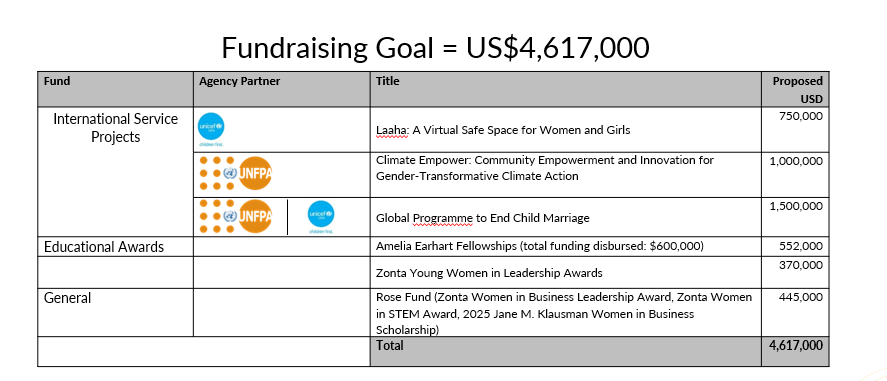 Fundraising Goal = US$4,617,000
Fund Agency Partner Title Proposed USD
International Service Projects
unicef
Laaha: A Virtual Safe Space for Women and Girls
750,000
UNFPA
Climate Empower: Community Empowerment and Innovation for
Gender-Transformative Climate Action
1,000,000
UNFPA unicef
Global Programme to End Child Marriage
1,500,000
Educational Awards
Amelia Earhart Fellowships (total funding disbursed: $600,000)
552,000
Zonta Young Women in Leadership Awards
370,000
General
Rose Fund (Zonta Women in Business Leadership Award, Zonta Women
in STEM Award, 2025 Jane M. Klausman Women in Business
Scholarship)
445,000
Total
4,617,000